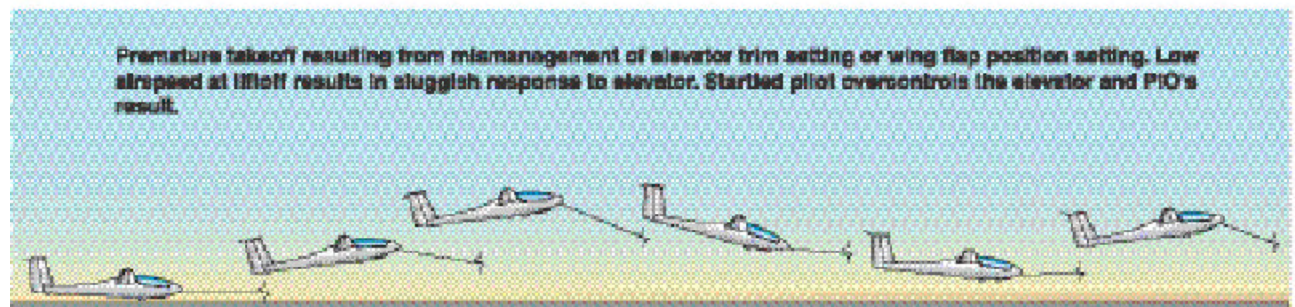 Premature takeoff resulting from mismanagement of elevator trim setting or wing flap position setting. Low
airspeed at liftoff results in sluggish response to elevator. Startled pilot overcontrols the elevator and PIO's
result.